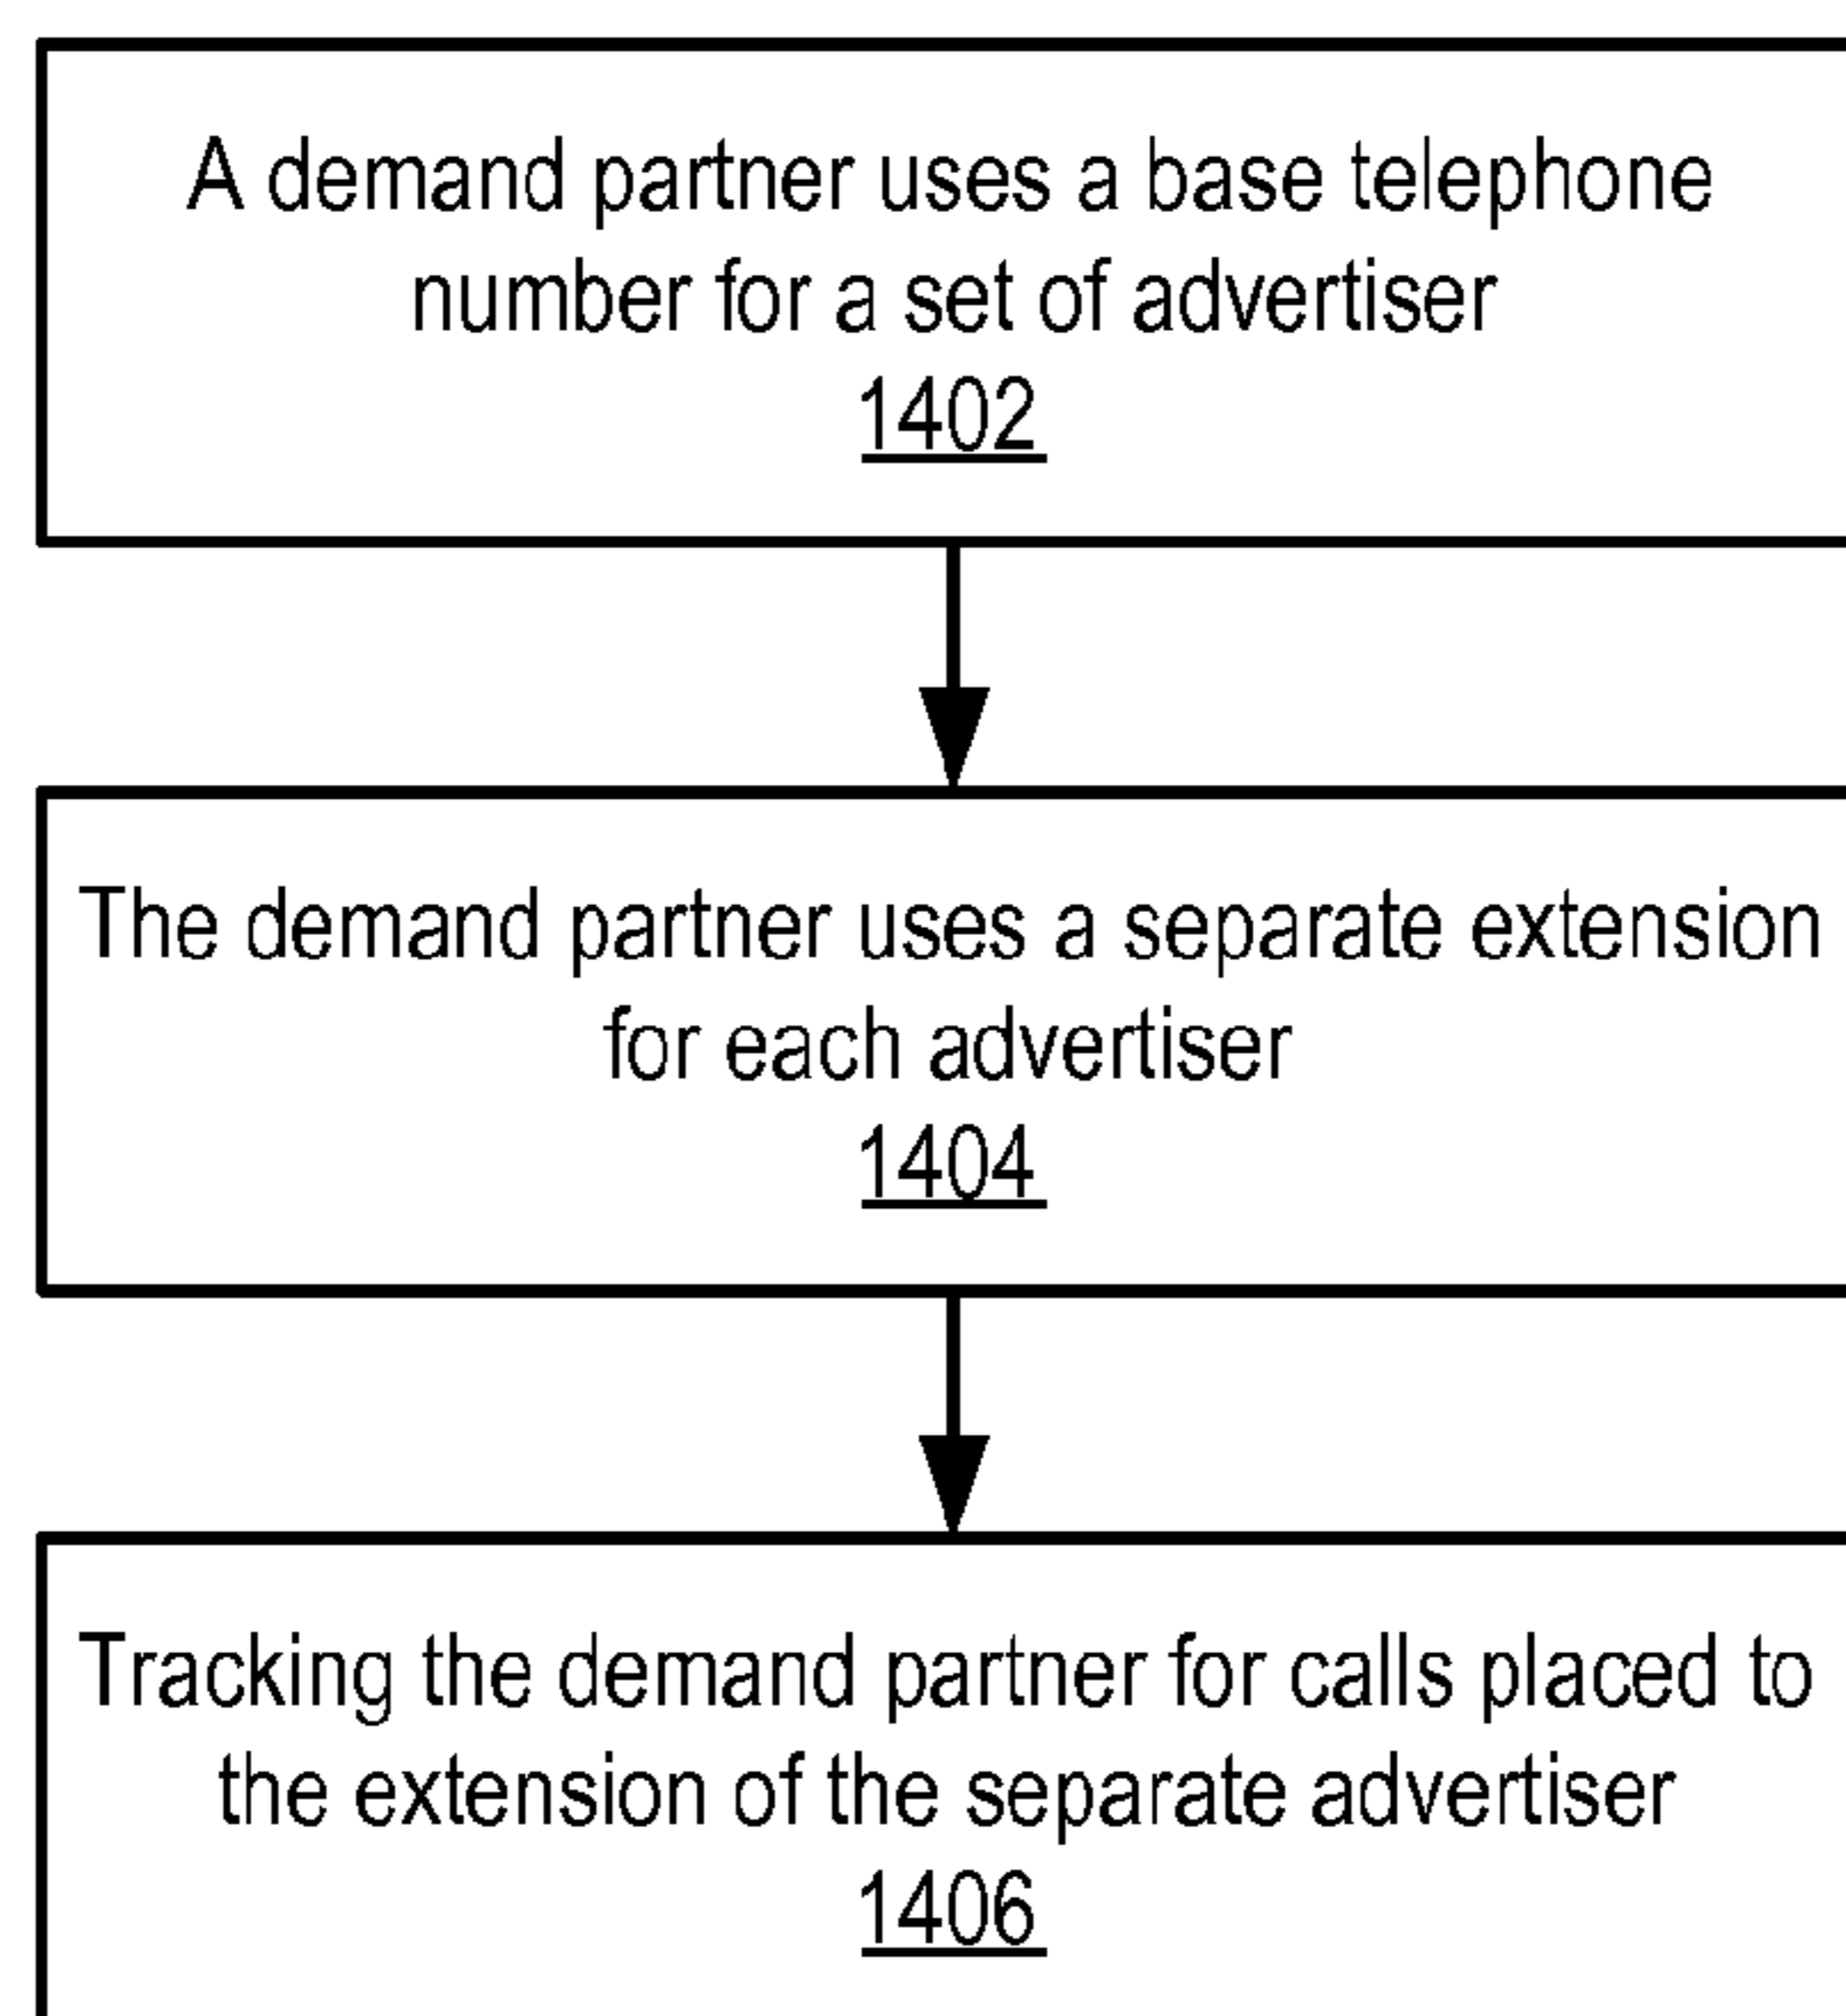 A demand partner uses a base telephone
number for a set of advertiser
1402
The demand partner uses a separate extension
for each advertiser
1404
Tracking the demand partner for calls placed to
the extension of the separate advertiser
1406